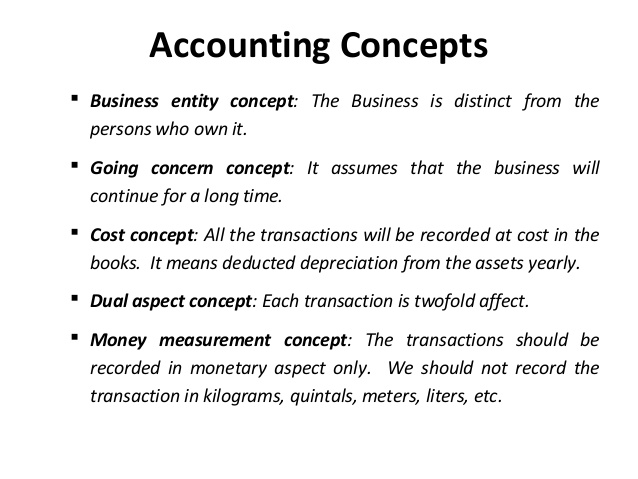 Accounting Concepts
▪ Business entity concept: The Business is distinct from the
persons who own it.
▪ Going concern concept: It assumes that the business will
continue for a long time.
▪ Cost concept: All the transactions will be recorded at cost in the
books.  It means deducted depreciation from the assets yearly.
▪ Dual aspect concept: Each transaction is twofold affect.
▪ Money measurement concept: The transactions should be
recorded in monetary aspect only.  We should not record the
transaction in kilograms, quintals, meters, liters, etc.